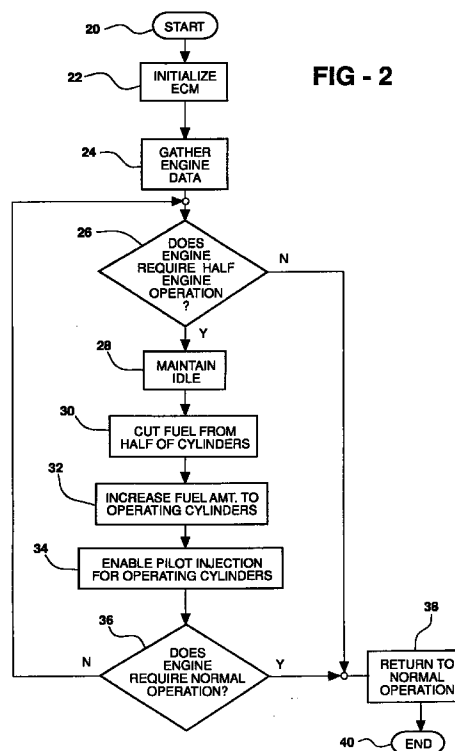 20
START
FIG - 2
22
INITIALIZE
ECM
24
GATHER
ENGINE
DATA
26
DOES
ENGINE
REQUIRE HALF
ENGINE
OPERATION
?
N
Y
28
MAINTAIN
IDLE
30
CUT FUEL FROM
HALF OF CYLINDERS
32
INCREASE FUEL AMT. TO
OPERATING CYLINDERS
34
ENABLE PILOT INJECTION
FOR OPERATING CYLINDERS
36
DOES
ENGINE
REQUIRE NORMAL
OPERATION?
N
Y
38
RETURN TO
NORMAL
OPERATION
40
END